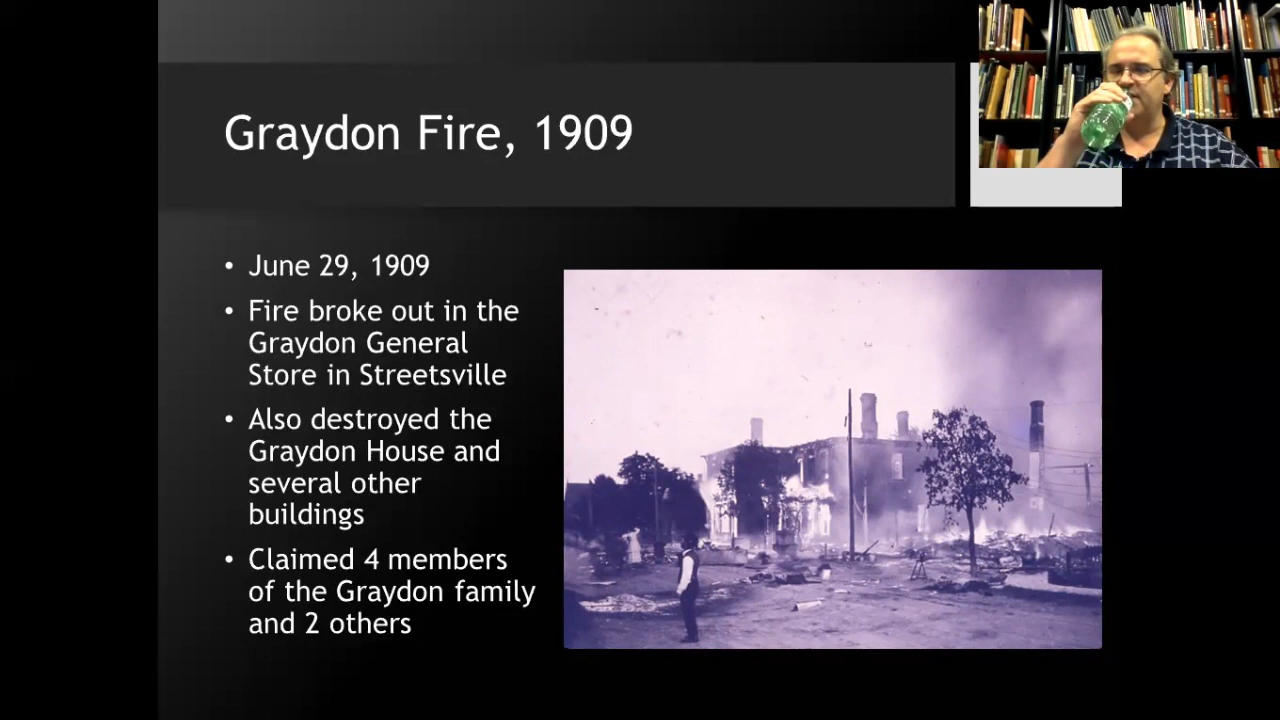 Graydon Fire, 1909
• June 29, 1909
• Fire broke out in the
Graydon General
Store in Streetsville
• Also destroyed the
Graydon House and
several other
buildings
• Claimed 4 members
of the Graydon family
and 2 others